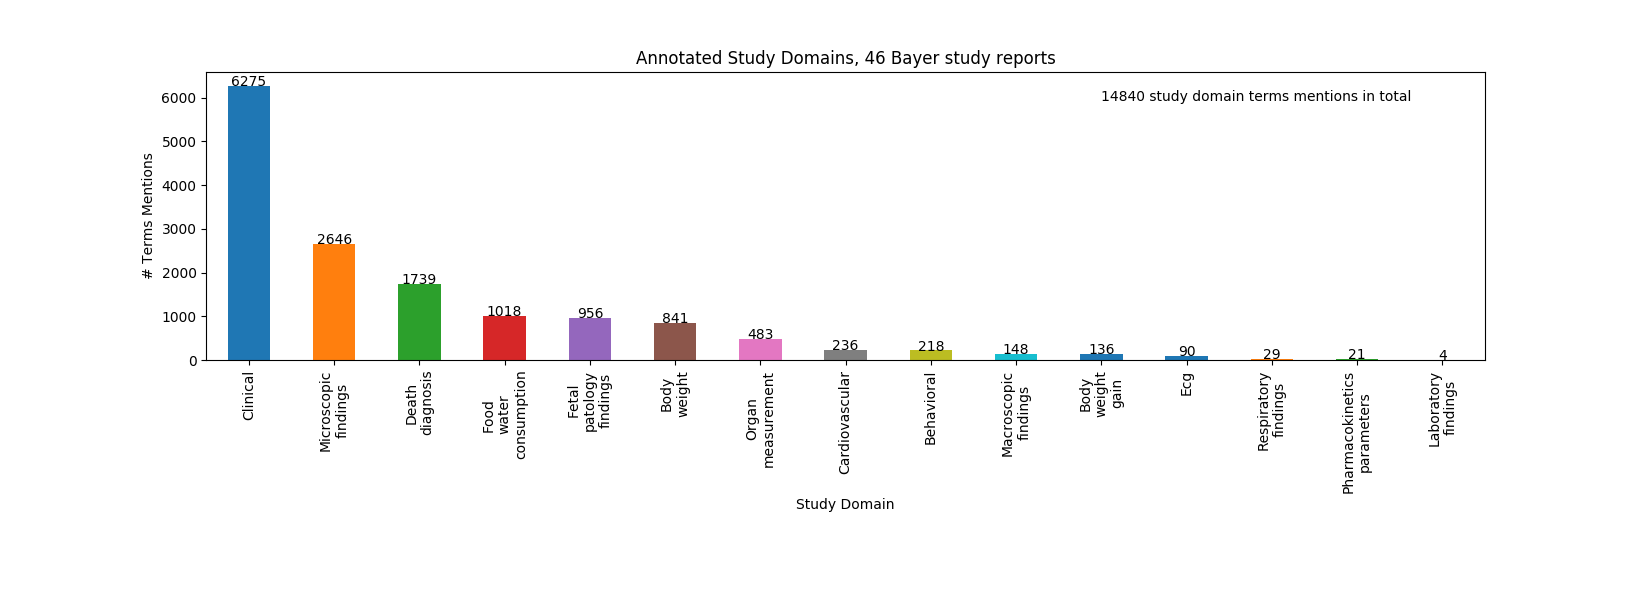 Annotated Study Domains, 46 Bayer study reports
14840 study domain terms mentions in total
# Terms Mentions
6000
5000
4000
3000
2000
1000
0
6275
2646
1739
1018
956
841
483
236
218
148
136
90
29
21
4
Clinical
Microscopic
findings
Death
diagnosis
Food
water
consumption
Fetal
patology
findings
Body
weight
Organ
measurement
Cardiovascular
Behavioral
Macroscopic
findings
Body
weight
gain
Ecg
Respiratory
findings
Pharmacokinetics
parameters
Laboratory
findings
Study Domain